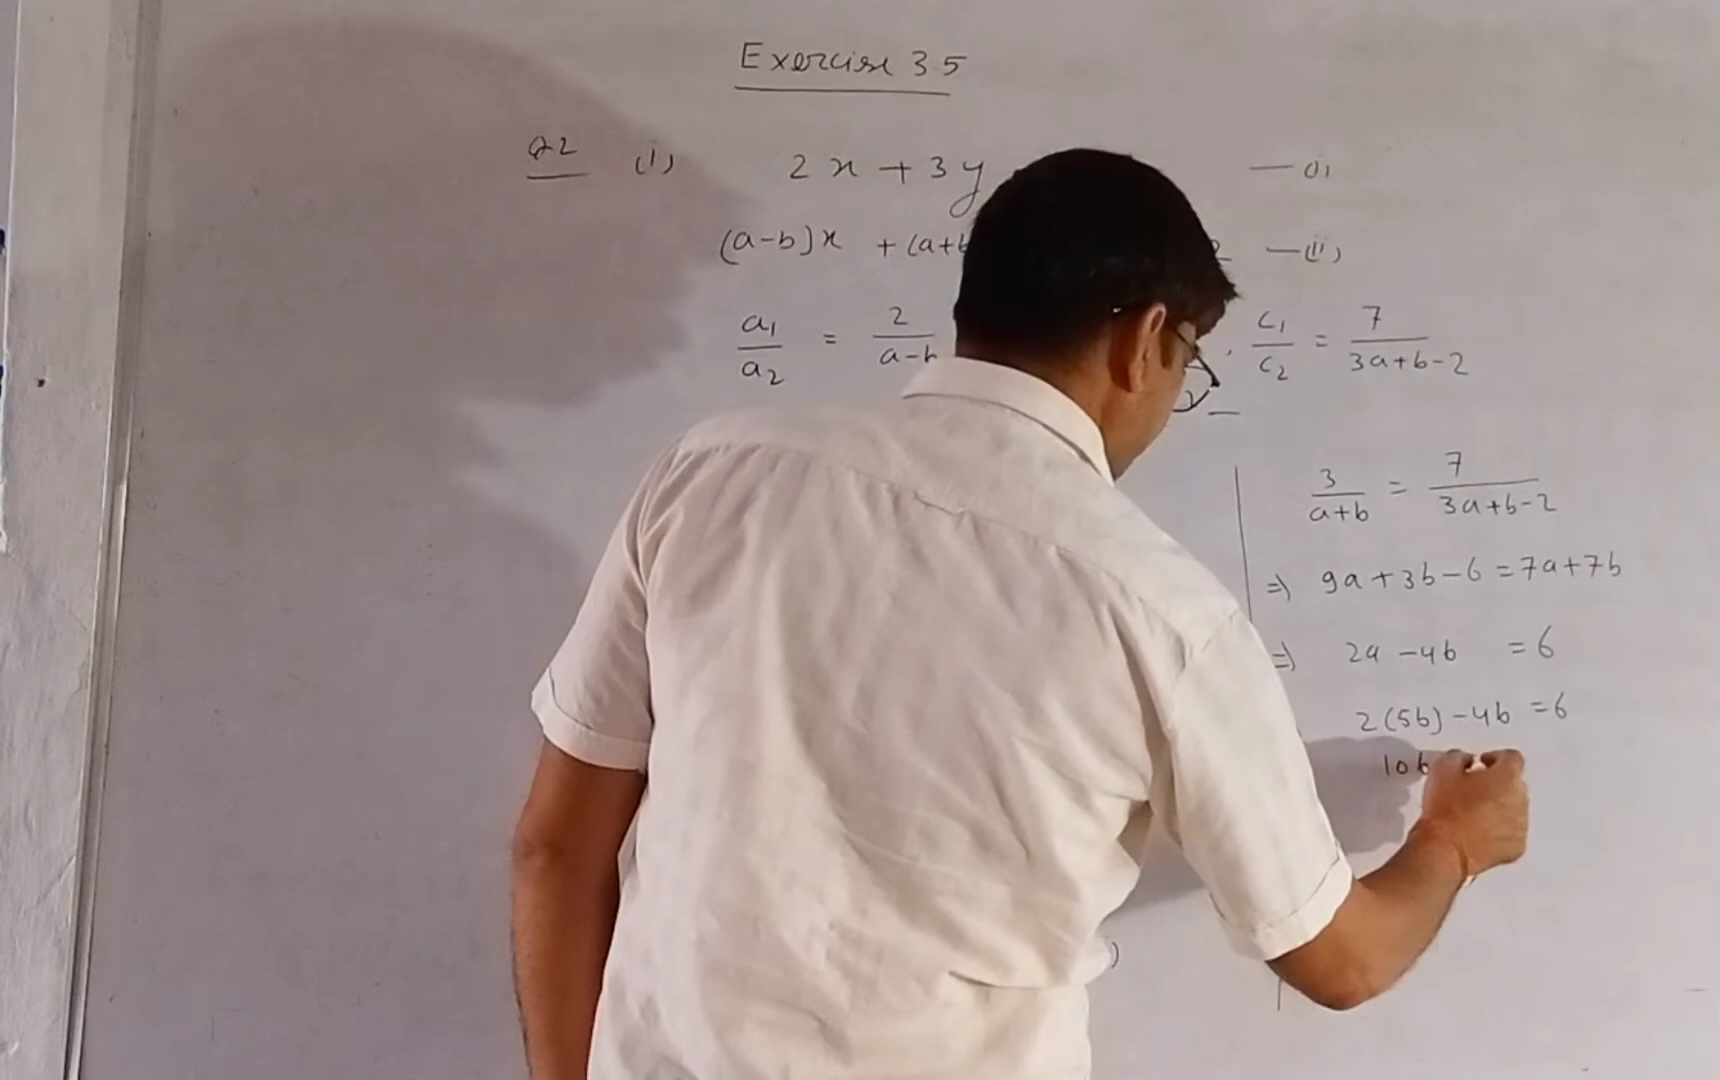 Exercise 3.5
Q2 (i) 2x + 3y — (i)
(a-b)x + (a+b 2 — (ii)
a₁/a₂ = 2/a-b , c₁/c₂ = 7/3a+b-2
3/a+b = 7/3a+b-2
⇒ 9a + 3b - 6 = 7a + 7b
⇒ 2a - 4b = 6
2(5b) - 4b = 6
10b